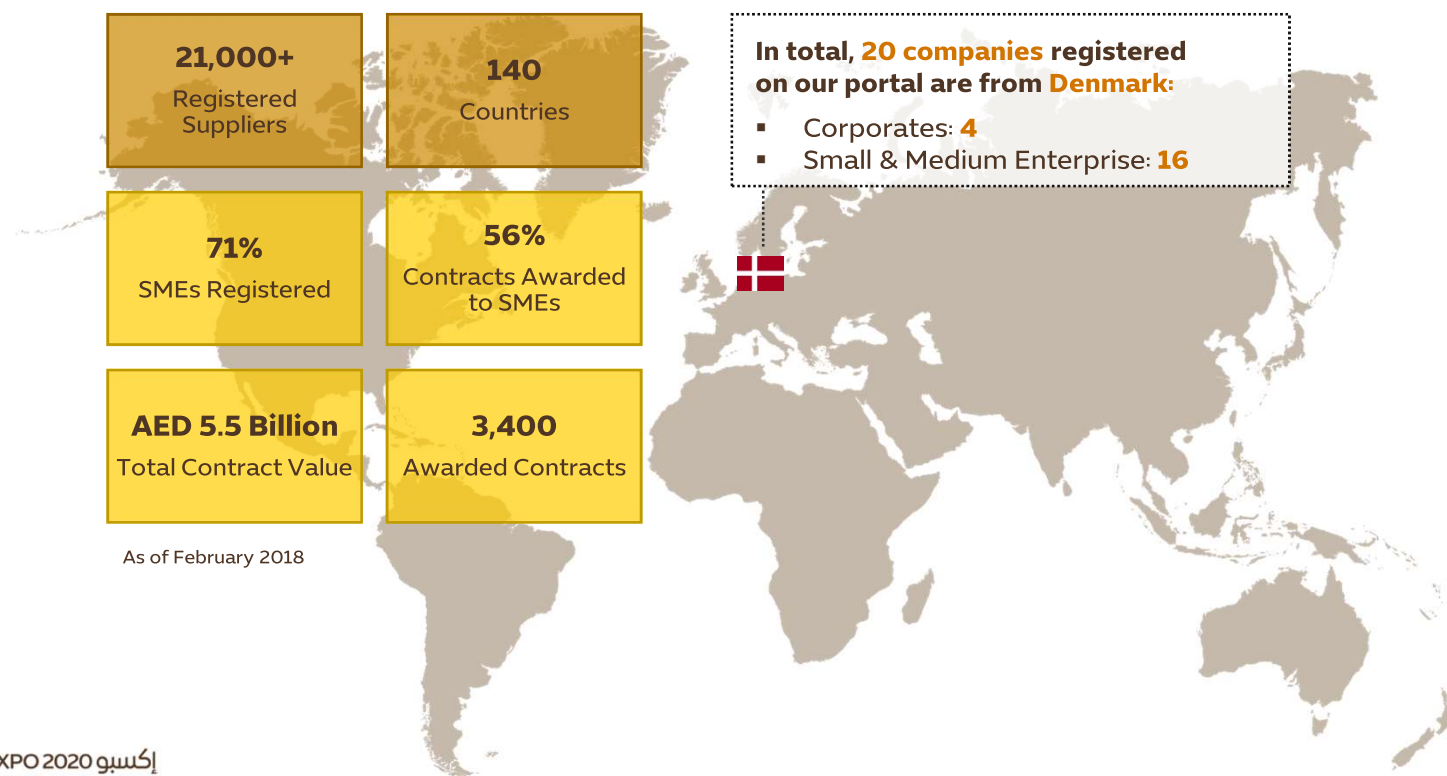 21,000+
Registered
Suppliers
140
Countries
In total, 20 companies registered
on our portal are from Denmark:
▪ Corporates: 4
▪ Small & Medium Enterprise: 16
71%
SMEs Registered
56%
Contracts Awarded
to SMEs
AED 5.5 Billion
Total Contract Value
3,400
Awarded Contracts
As of February 2018
XPO 2020 إكسبو